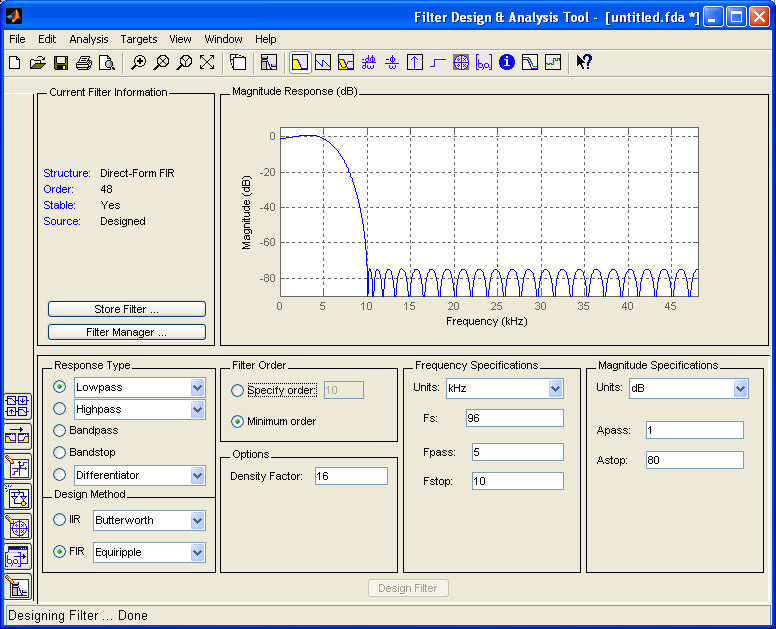 Filter Design & Analysis Tool - [untitled.fda *]
File Edit Analysis Targets View Window Help
Current Filter Information
Structure: Direct-Form FIR
Order: 48
Stable: Yes
Source: Designed
Store Filter ...
Filter Manager ...
Magnitude Response (dB)
Magnitude (dB)
0
-20
-40
-60
-80
0 5 10 15 20 25 30 35 40 45
Frequency (kHz)
Response Type
Lowpass
Highpass
Bandpass
Bandstop
Differentiator
Design Method
IIR Butterworth
FIR Equiripple
Filter Order
Specify order: 10
Minimum order
Options
Density Factor: 16
Frequency Specifications
Units: kHz
Fs: 96
Fpass: 5
Fstop: 10
Magnitude Specifications
Units: dB
Apass: 1
Astop: 80
Design Filter
Designing Filter ... Done